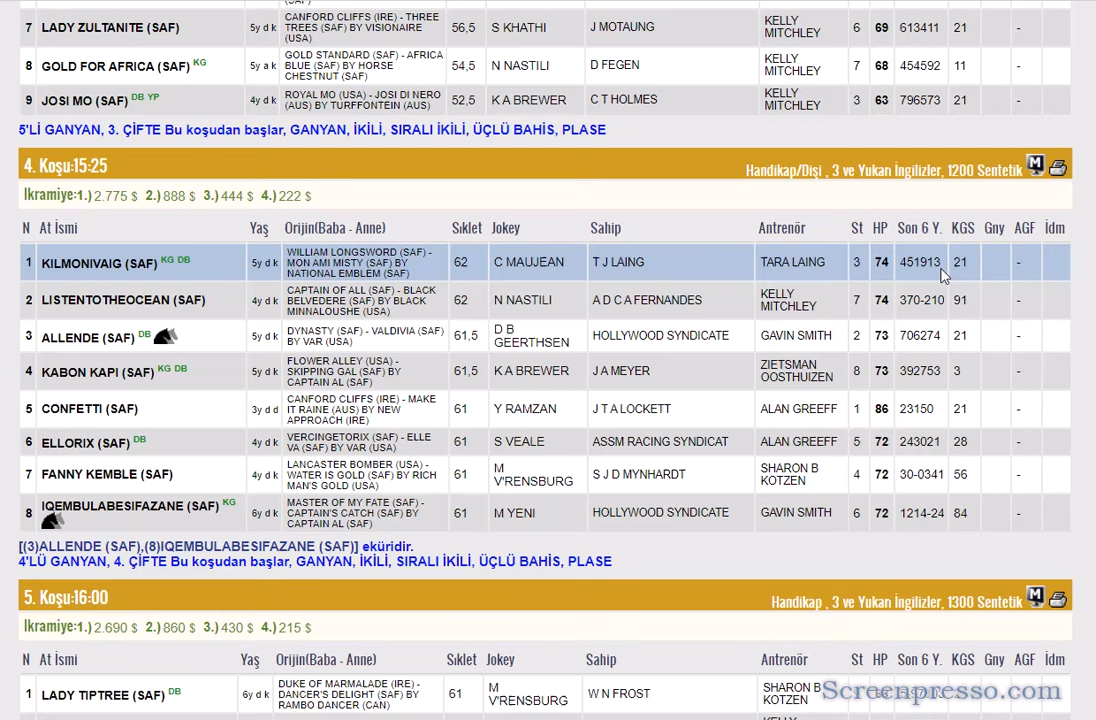 7 LADY ZULTANITE (SAF) 5y d k CANFORD CLIFFS (IRE) - THREE TREES (SAF) BY VISIONAIRE (USA) 56,5 S KHATHI J MOTAUNG KELLY MITCHLEY 6 69 613411 21 -
8 GOLD FOR AFRICA (SAF) KG 5y a k GOLD STANDARD (SAF) - AFRICA BLUE (SAF) BY HORSE CHESTNUT (SAF) 54,5 N NASTILI D FEGEN KELLY MITCHLEY 7 68 454592 11 -
9 JOSI MO (SAF) DB YP 4y d k ROYAL MO (USA) - JOSI DI NERO (AUS) BY TURFFONTEIN (AUS) 52,5 K A BREWER C T HOLMES KELLY MITCHLEY 3 63 796573 21 -
5'Lİ GANYAN, 3. ÇİFTE Bu koşudan başlar, GANYAN, İKİLİ, SIRALI İKİLİ, ÜÇLÜ BAHİS, PLASE
4. Koşu:15:25 Handikap/Dişi , 3 ve Yukarı İngilizler, 1200 Sentetik M
İkramiye:1.) 2.775 $ 2.) 888 $ 3.) 444 $ 4.) 222 $
N At İsmi Yaş Orijin(Baba - Anne) Sıklet Jokey Sahip Antrenör St HP Son 6 Y. KGS Gny AGF İdm
1 KILMONIVAIG (SAF) KG DB 5y d k WILLIAM LONGSWORD (SAF) - MON AMI MISTY (SAF) BY NATIONAL EMBLEM (SAF) 62 C MAUJEAN T J LAING TARA LAING 3 74 451913 21 -
2 LISTENTOTHEOCEAN (SAF) 4y d k CAPTAIN OF ALL (SAF) - BLACK BELVEDERE (SAF) BY BLACK MINNALOUSHE (USA) 62 N NASTILI A D C A FERNANDES KELLY MITCHLEY 7 74 370-210 91 -
3 ALLENDE (SAF) DB 5y d k DYNASTY (SAF) - VALDIVIA (SAF) BY VAR (USA) 61,5 D B GEERTHSEN HOLLYWOOD SYNDICATE GAVIN SMITH 2 73 706274 21 -
4 KABON KAPI (SAF) KG DB 5y d k FLOWER ALLEY (USA) - SKIPPING GAL (SAF) BY CAPTAIN AL (SAF) 61,5 K A BREWER J A MEYER ZIETSMAN OOSTHUIZEN 8 73 392753 3 -
5 CONFETTI (SAF) 3y d d CANFORD CLIFFS (IRE) - MAKE IT RAINE (AUS) BY NEW APPROACH (IRE) 61 Y RAMZAN J T A LOCKETT ALAN GREEFF 1 86 23150 21 -
6 ELLORIX (SAF) DB 4y d k VERCINGETORIX (SAF) - ELLE VA (SAF) BY VAR (USA) 61 S VEALE ASSM RACING SYNDICAT ALAN GREEFF 5 72 243021 28 -
7 FANNY KEMBLE (SAF) 4y d k LANCASTER BOMBER (USA) - WATER IS GOLD (SAF) BY RICH MAN'S GOLD (USA) 61 M V'RENSBURG S J D MYNHARDT SHARON B KOTZEN 4 72 30-0341 56 -
8 IQEMBULABESIFAZANE (SAF) KG 6y d k MASTER OF MY FATE (SAF) - CAPTAIN'S CATCH (SAF) BY CAPTAIN AL (SAF) 61 M YENI HOLLYWOOD SYNDICATE GAVIN SMITH 6 72 1214-24 84 -
[(3)ALLENDE (SAF),(8)IQEMBULABESIFAZANE (SAF)] eküridir.
4'LÜ GANYAN, 4. ÇİFTE Bu koşudan başlar, GANYAN, İKİLİ, SIRALI İKİLİ, ÜÇLÜ BAHİS, PLASE
5. Koşu:16:00 Handikap , 3 ve Yukarı İngilizler, 1300 Sentetik M
İkramiye:1.) 2.690 $ 2.) 860 $ 3.) 430 $ 4.) 215 $
N At İsmi Yaş Orijin(Baba - Anne) Sıklet Jokey Sahip Antrenör St HP Son 6 Y. KGS Gny AGF İdm
1 LADY TIPTREE (SAF) DB 6y d k DUKE OF MARMALADE (IRE) - DANCER'S DELIGHT (SAF) BY RAMBO DANCER (CAN) 61 M V'RENSBURG W N FROST SHARON B KOTZEN
Screenpresso.com